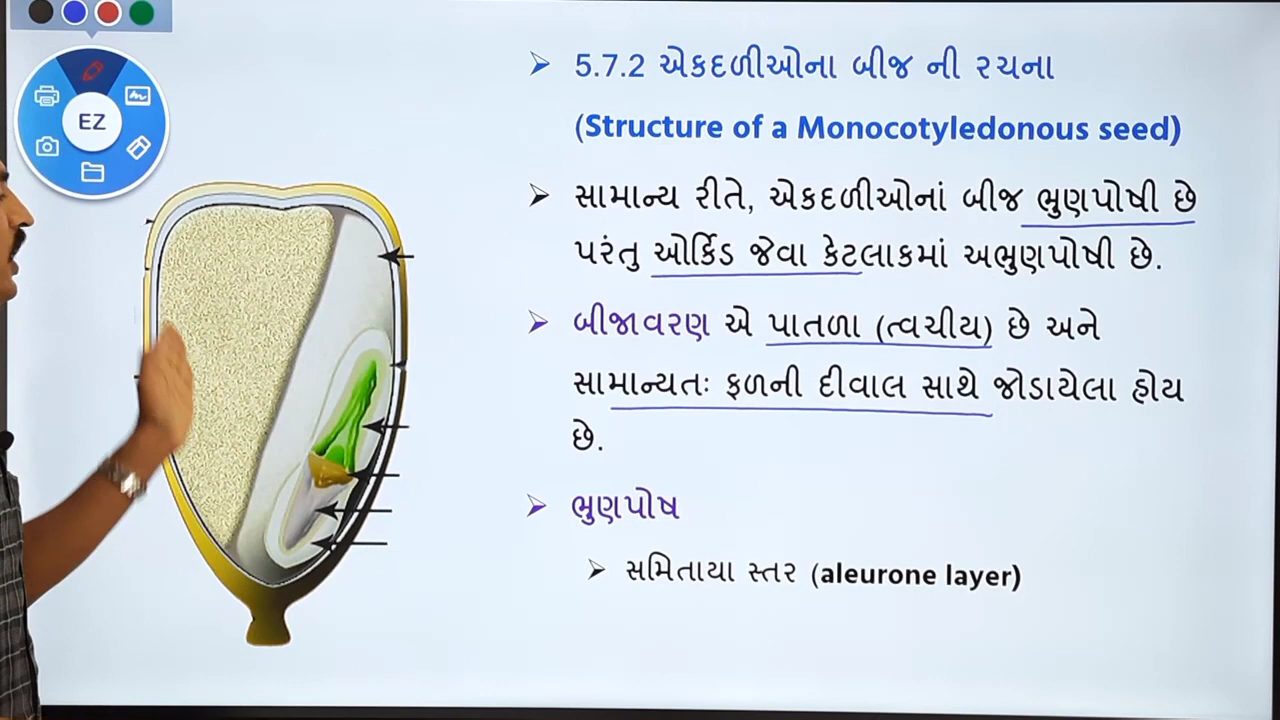 EZ
5.7.2 એકદળીઓના બીજ ની રચના
(Structure of a Monocotyledonous seed)
સામાન્ય રીતે, એકદળીઓનાં બીજ ભ્રુણપોષી છે
પરંતુ ઓર્કિડ જેવા કેટલાકમાં અભ્રુણપોષી છે.
બીજાવરણ એ પાતળા (ત્વચીય) છે અને
સામાન્યતઃ ફળની દીવાલ સાથે જોડાયેલા હોય
છે.
ભ્રુણપોષ
સમિતાયા સ્તર (aleurone layer)